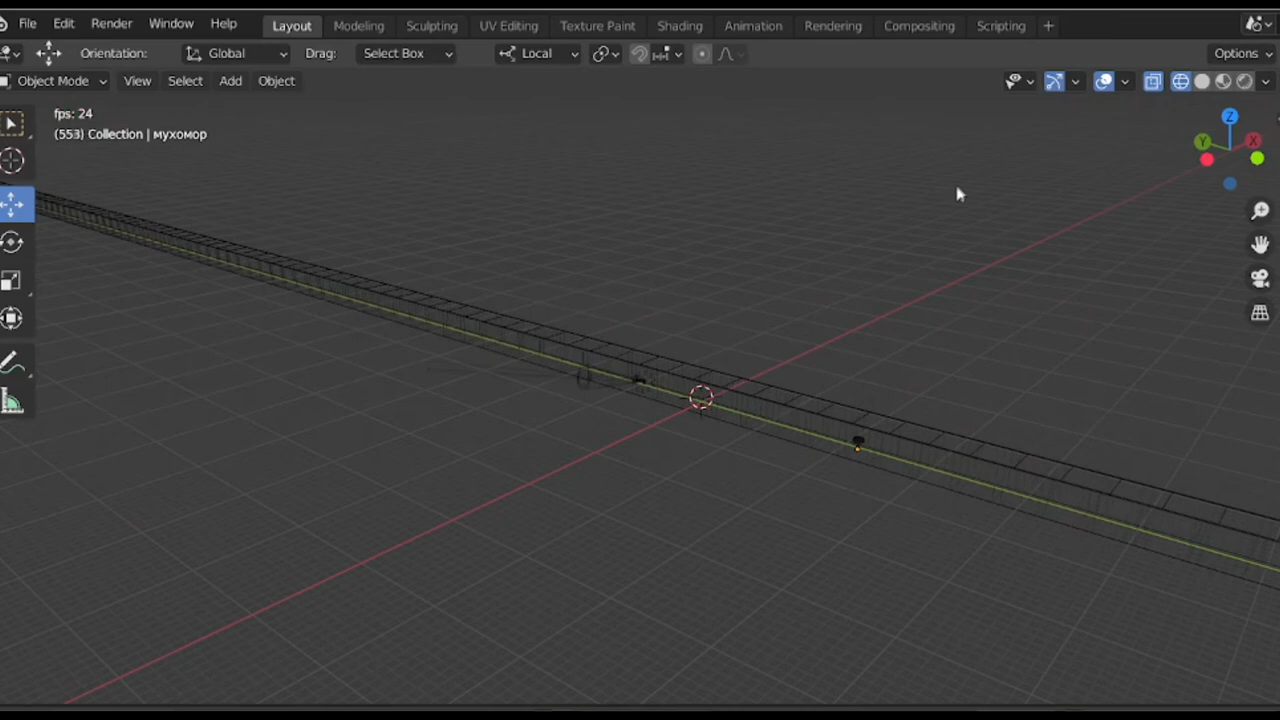 File Edit Render Window Help Layout Modeling Sculpting UV Editing Texture Paint Shading Animation Rendering Compositing Scripting +
Orientation: Global Drag: Select Box Local Options
Object Mode View Select Add Object
fps: 24
(553) Collection | мухомор
Z
Y X